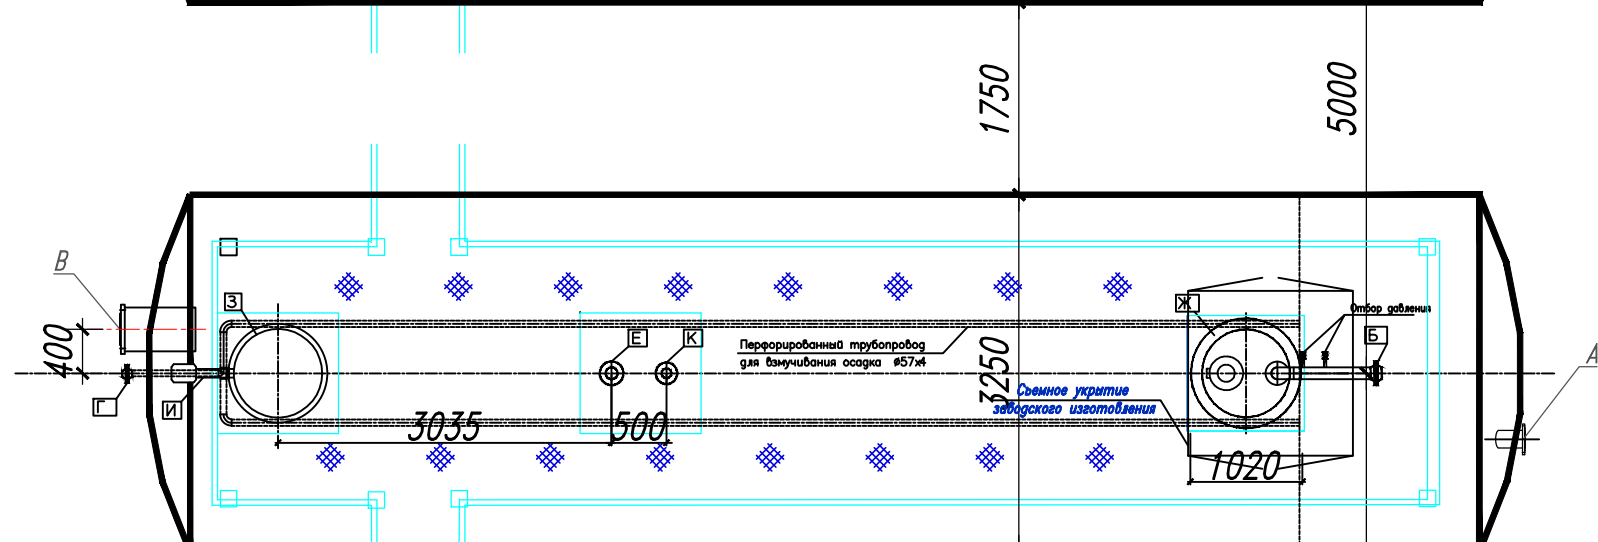 1750
5000
В
З
Е
К
Ж
Отбор давления
Б
А
400
Перфорированный трубопровод
для взмучивания осадка ø57х4
3250
Съемное укрытие
заводского изготовления
Г
И
3035
500
1020